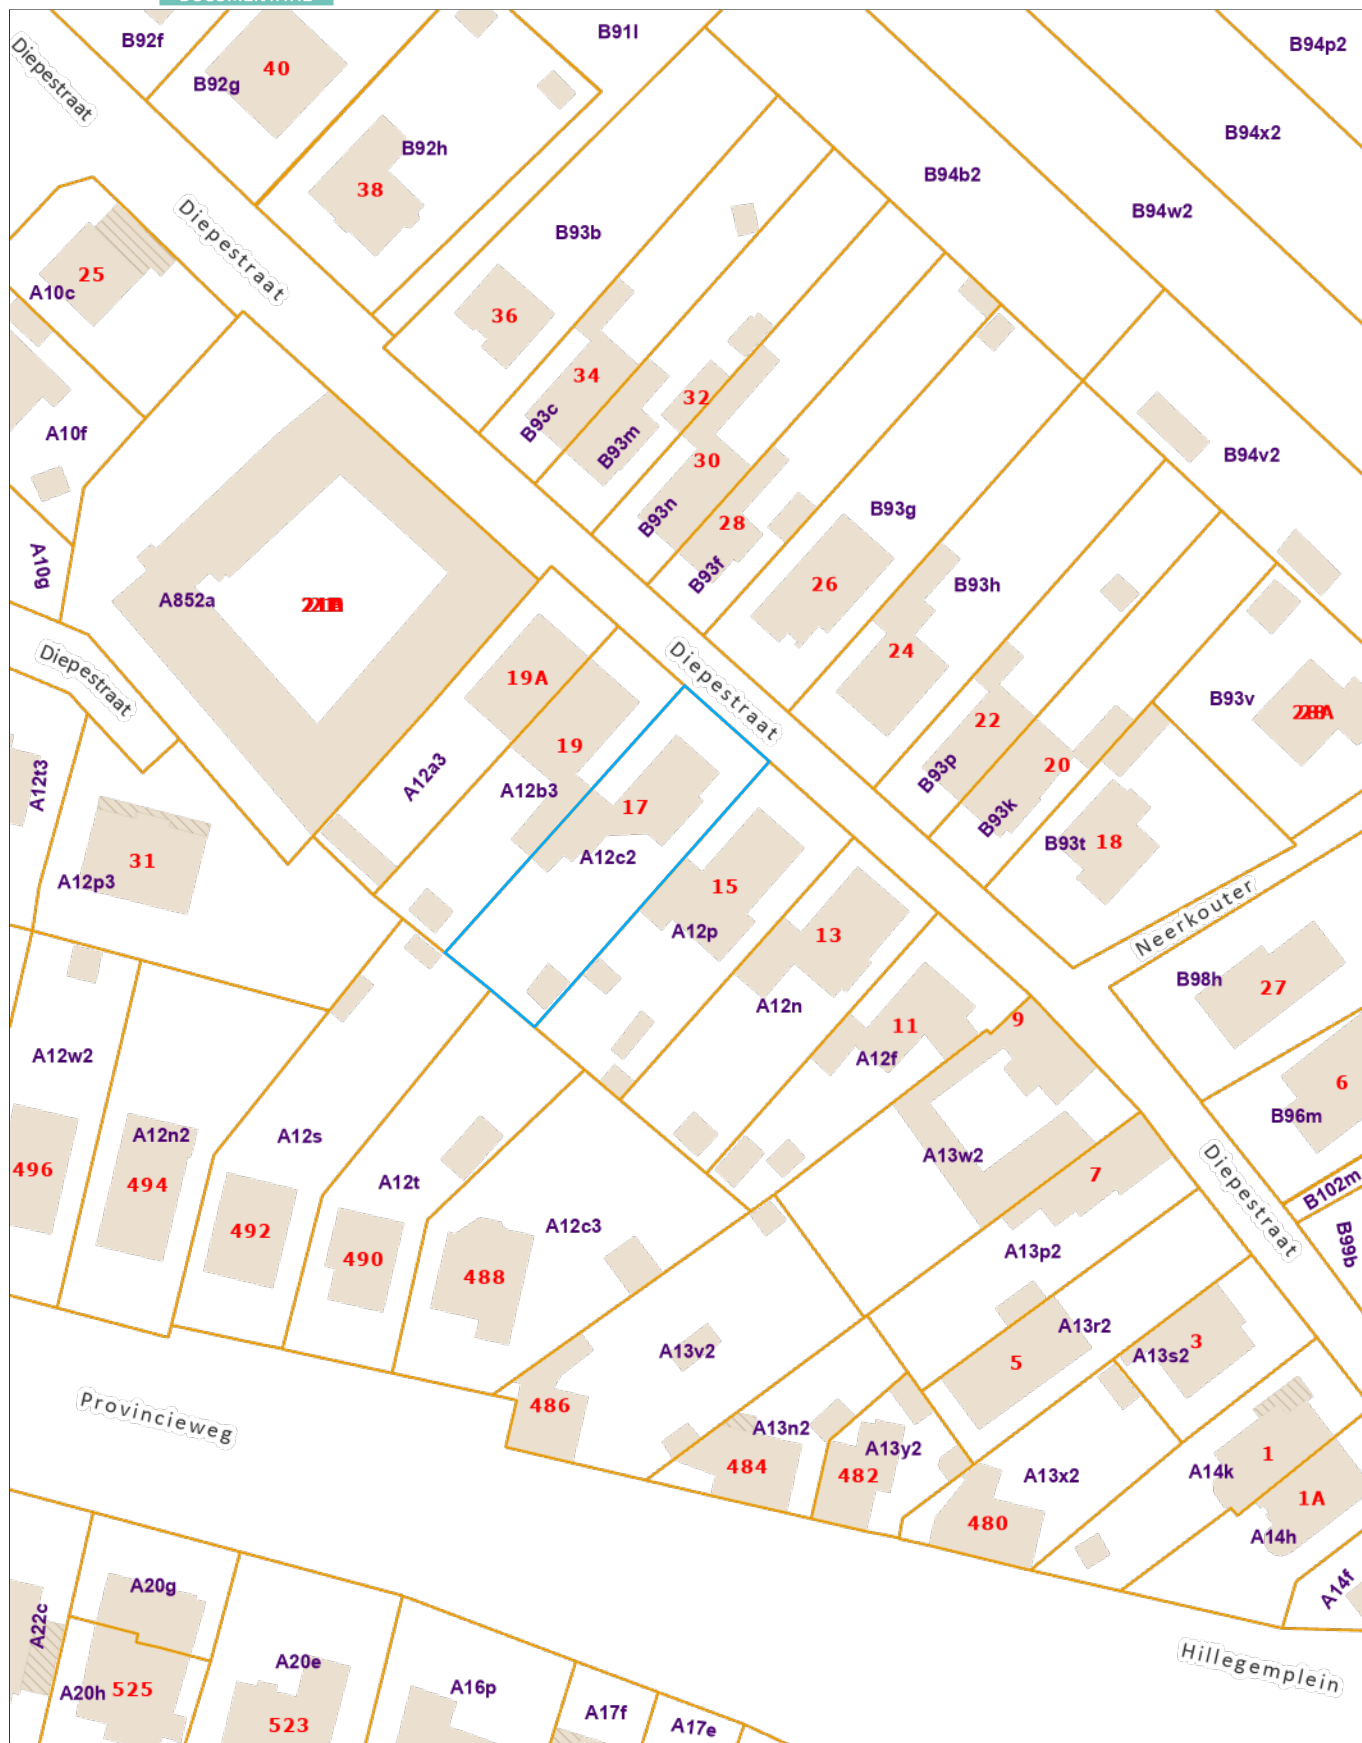 B92f
B91l
B94p2
Diepestraat
B92g
40
B92h
38
B94x2
B94b2
B94w2
Diepestraat
B93b
25
A10c
36
34
32
B93c
B93m
30
A10f
B94v2
B93n
28
B93g
A10g
B93f
26
B93h
A852a
24
Diepestraat
Diepestraat
19A
B93v
22
19
A12a3
A12b3
20
A12t3
B93p
17
B93k
A12c2
B93t
18
31
A12p3
15
A12p
13
Neerkouter
B98h
27
A12n
11
9
A12f
A12w2
6
B96m
A12n2
A12s
A13w2
496
494
A12t
7
Diepestraat
B102m
492
A12c3
B99b
490
488
A13p2
A13r2
A13v2
3
A13s2
5
486
Provincieweg
A13n2
A13y2
484
482
A13x2
1
A14k
1A
480
A14h
A20g
A14f
A22c
A20e
Hillegemplein
A20h
525
A16p
523
A17f
A17e